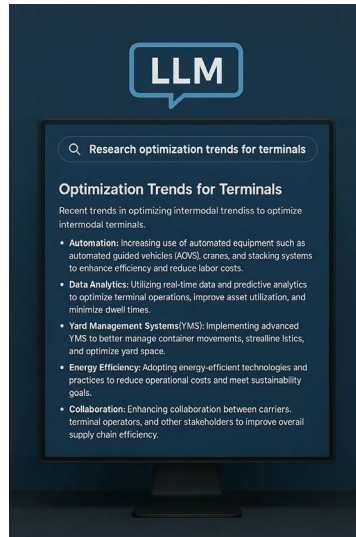 LLM
Research optimization trends for terminals
Optimization Trends for Terminals
Recent trends in optimizing intermodal trendiss to optimize
intermodal terminals.
• Automation: Increasing use of automated equipment such as
automated guided vehicles (AOVS), cranes, and stacking systems
to enhance efficiency and reduce labor costs.
• Data Analytics: Utilizing real-time data and predictive analytics
to optimize terminal operations, improve asset utilization, and
minimize dwell times.
• Yard Management Systems(YMS): Implementing advanced
YMS to better manage container movements, strealline lstics,
and optimize yard space.
• Energy Efficiency: Adopting energy-efficient technologies and
practices to reduce operational costs and meet sustainability
goals.
• Collaboration: Enhancing collaboration between carriers.
terminal operators, and other stakeholders to improve overail
supply chain efficiency.